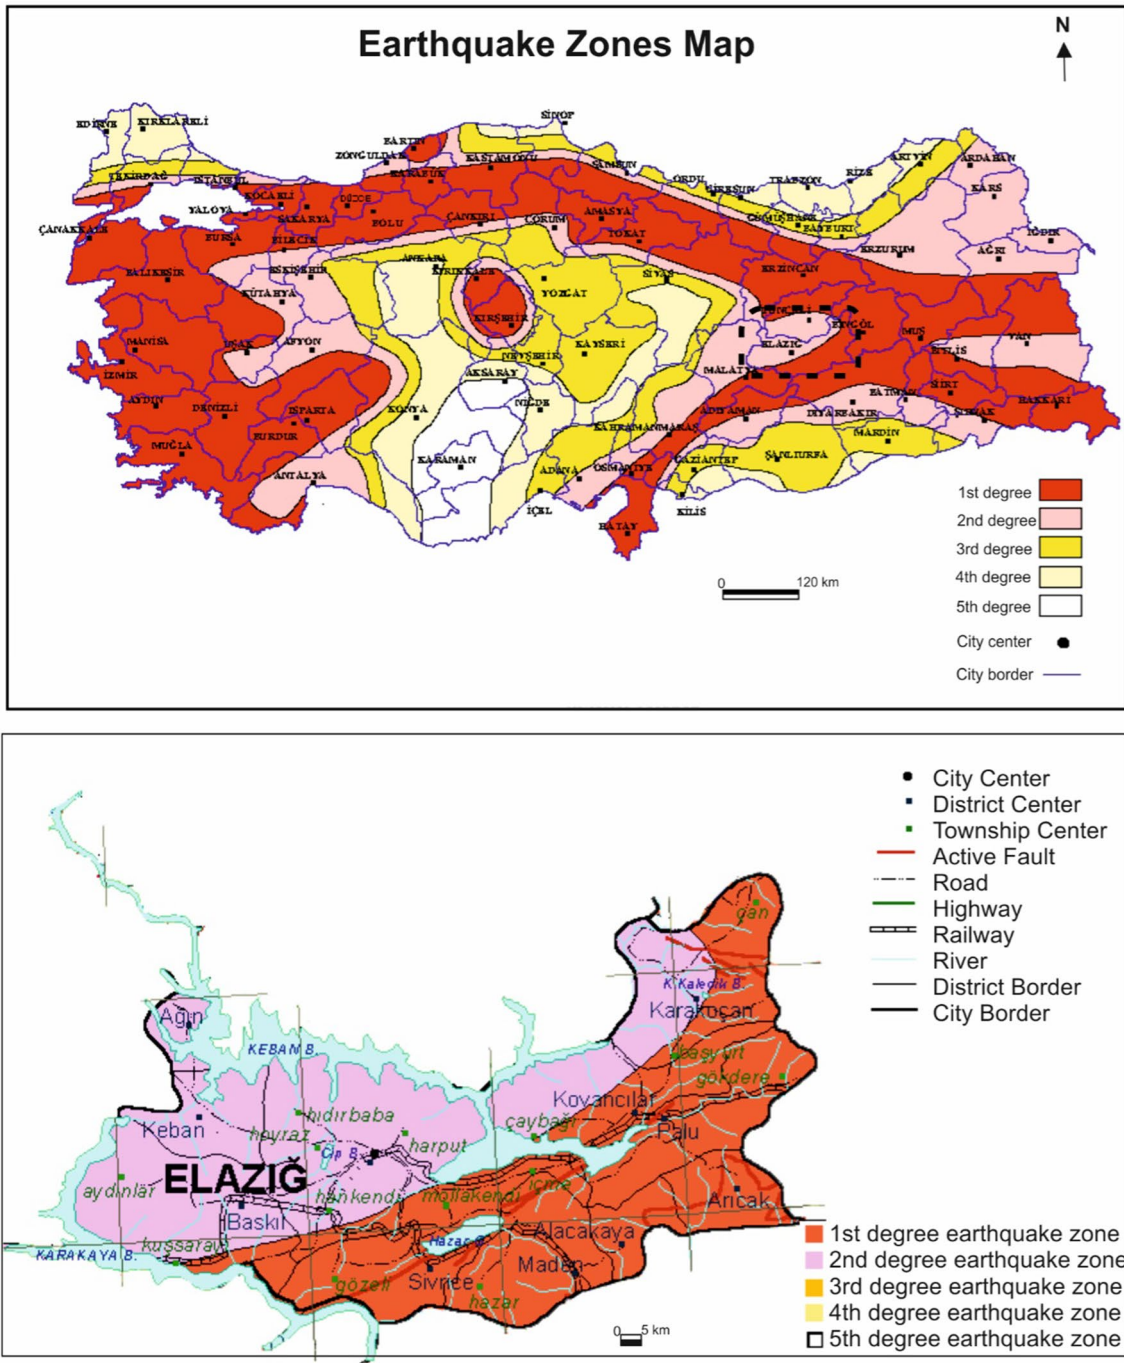 Earthquake Zones Map
N
SİNOP
EDİRNE
KIRKLARELİ
BARTIN
ZONGULDAK
KASTAMONU
KARABÜK
SAMSUN
ARTVİN
ARDAHAN
TEKİRDAĞ
İSTANBUL
KOCAELİ
ORDU
GİRESUN
TRABZON
RİZE
KARS
YALOVA
SAKARYA
DÜZCE
BOLU
ÇANKIRI
ÇORUM
AMASYA
TOKAT
GÜMÜŞHANE
BAYBURT
ÇANAKKALE
BURSA
BİLECİK
ERZURUM
IĞDIR
AĞRI
BALIKESİR
ESKİŞEHİR
ANKARA
KIRIKKALE
YOZGAT
SİVAS
ERZİNCAN
KÜTAHYA
KIRŞEHİR
TUNCELİ
BİNGÖL
MUŞ
MANİSA
UŞAK
AFYON
NEVŞEHİR
KAYSERİ
ELAZIĞ
VAN
BİTLİS
İZMİR
AKSARAY
MALATYA
SİİRT
AYDIN
DENİZLİ
ISPARTA
KONYA
NİĞDE
ADIYAMAN
DİYARBAKIR
BATMAN
ŞIRNAK
HAKKARİ
MUĞLA
BURDUR
KAHRAMANMARAŞ
MARDİN
ANTALYA
KARAMAN
ADANA
OSMANİYE
GAZİANTEP
ŞANLIURFA
İÇEL
KİLİS
HATAY
1st degree
2nd degree
3rd degree
4th degree
5th degree
City center
City border
0 120 km
City Center
District Center
Township Center
Active Fault
Road
Highway
Railway
River
District Border
City Border
çan
K.Kalecik B.
Karakoçan
Ağın
KEBAN B.
başyurt
gökdere
Keban
hıdırbaba
Kovancılar
çaybağı
Palu
hoyraz
harput
Cip B.
ELAZIĞ
aydınlar
hankendi
mollakendi
içme
Arıcak
Baskil
kuşsarayı
KARAKAYA B.
Hazar G.
Alacakaya
Maden
Sivrice
gözeli
hazar
1st degree earthquake zone
2nd degree earthquake zone
3rd degree earthquake zone
4th degree earthquake zone
5th degree earthquake zone
0 5 km